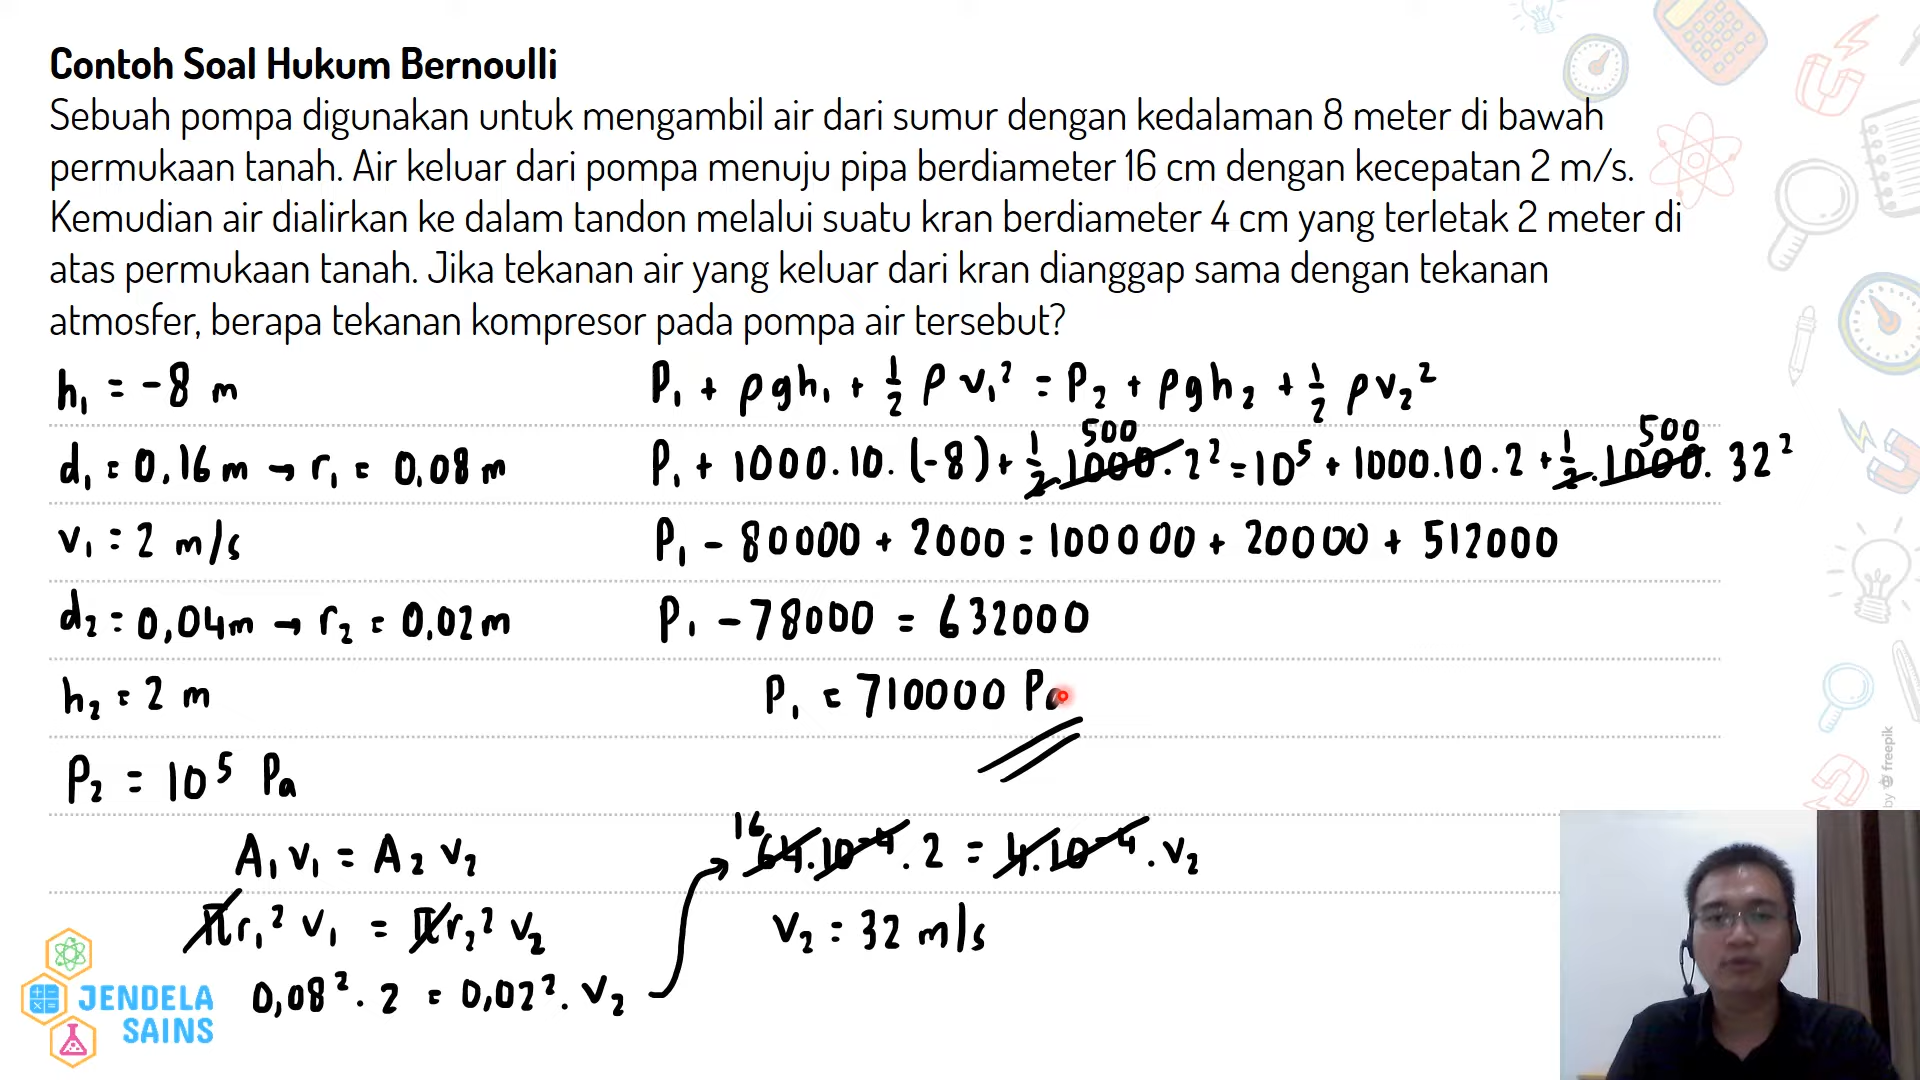 Contoh Soal Hukum Bernoulli
Sebuah pompa digunakan untuk mengambil air dari sumur dengan kedalaman 8 meter di bawah
permukaan tanah. Air keluar dari pompa menuju pipa berdiameter 16 cm dengan kecepatan 2 m/s.
Kemudian air dialirkan ke dalam tandon melalui suatu kran berdiameter 4 cm yang terletak 2 meter di
atas permukaan tanah. Jika tekanan air yang keluar dari kran dianggap sama dengan tekanan
atmosfer, berapa tekanan kompresor pada pompa air tersebut?
h₁ = -8 m
d₁ = 0,16 m → r₁ = 0,08 m
v₁ = 2 m/s
d₂ = 0,04 m → r₂ = 0,02 m
h₂ = 2 m
P₂ = 10⁵ Pa
P₁ + ρgh₁ + ½ ρ v₁² = P₂ + ρgh₂ + ½ ρv₂²
500 500
P₁ + 1000.10.(-8) + ½.1000.2² = 10⁵ + 1000.10.2 + ½.1000.32²
P₁ - 80000 + 2000 = 100000 + 20000 + 512000
P₁ - 78000 = 632000
P₁ = 710000 Pa
A₁ v₁ = A₂ v₂
πr₁² v₁ = πr₂² v₂
0,08².2 = 0,02².v₂
16
64.10⁻⁴.2 = 4.10⁻⁴.v₂
v₂ = 32 m/s
JENDELA
SAINS
by freepik